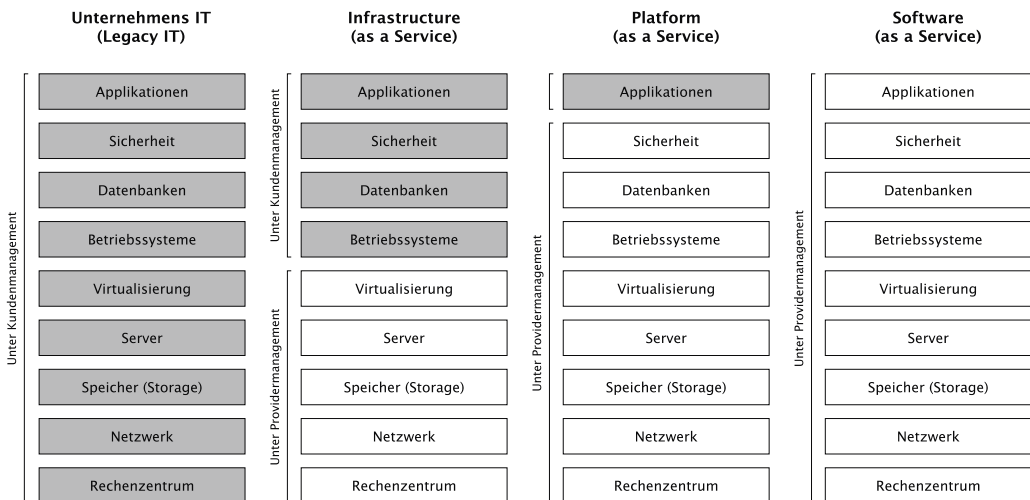 Unternehmens IT
(Legacy IT)
Unter Kundenmanagement
Applikationen
Sicherheit
Datenbanken
Betriebssysteme
Virtualisierung
Server
Speicher (Storage)
Netzwerk
Rechenzentrum
Infrastructure
(as a Service)
Unter Kundenmanagement
Applikationen
Sicherheit
Datenbanken
Betriebssysteme
Unter Providermanagement
Virtualisierung
Server
Speicher (Storage)
Netzwerk
Rechenzentrum
Platform
(as a Service)
Applikationen
Unter Providermanagement
Sicherheit
Datenbanken
Betriebssysteme
Virtualisierung
Server
Speicher (Storage)
Netzwerk
Rechenzentrum
Software
(as a Service)
Unter Providermanagement
Applikationen
Sicherheit
Datenbanken
Betriebssysteme
Virtualisierung
Server
Speicher (Storage)
Netzwerk
Rechenzentrum